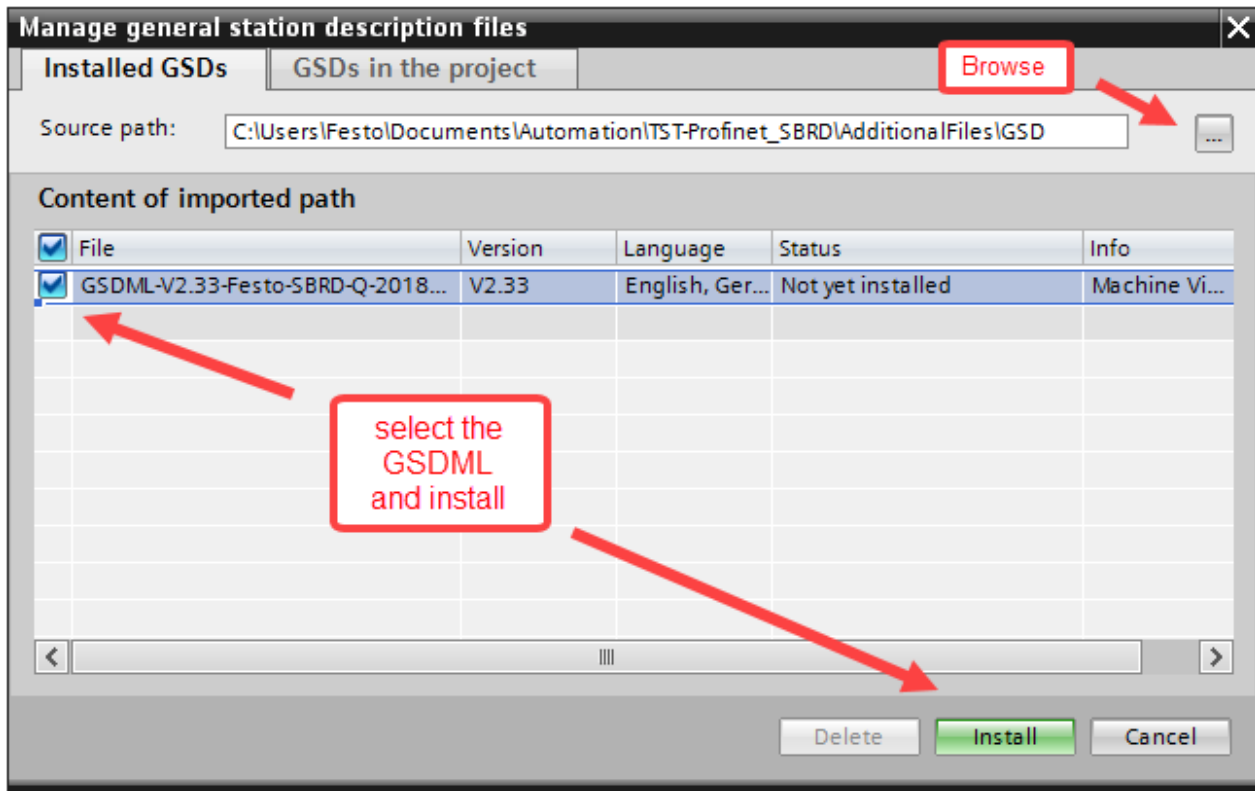 Manage general station description files
Installed GSDs
GSDs in the project
Browse
Source path:
C:\Users\Festo\Documents\Automation\TST-Profinet_SBRD\AdditionalFiles\GSD
...
Content of imported path
File Version Language Status Info
GSDML-V2.33-Festo-SBRD-Q-2018... V2.33 English, Ger... Not yet installed Machine Vi...
select the
GSDML
and install
Delete
Install
Cancel